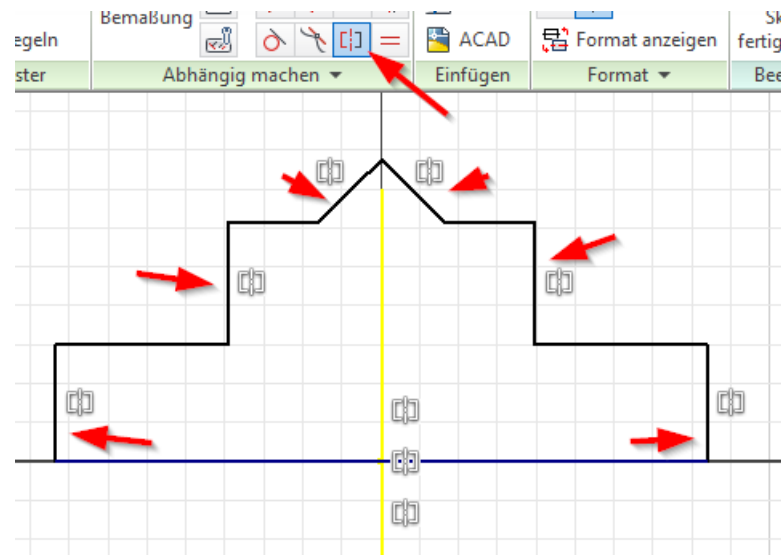 Bemaßung
egeln
ACAD
Format anzeigen
Sk
fertig
ster
Abhängig machen
Einfügen
Format
Bee